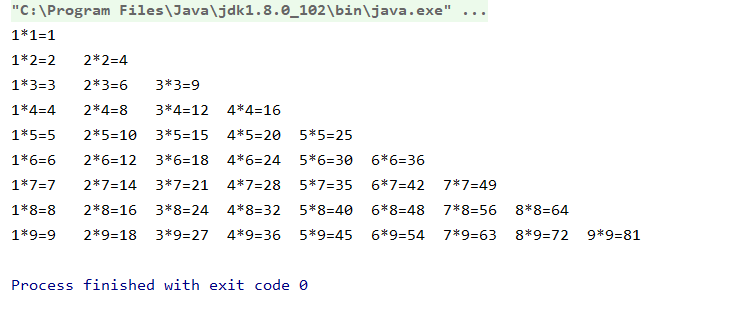 "C:\Program Files\Java\jdk1.8.0_102\bin\java.exe" ...
1*1=1
1*2=2   2*2=4
1*3=3   2*3=6   3*3=9
1*4=4   2*4=8   3*4=12  4*4=16
1*5=5   2*5=10  3*5=15  4*5=20  5*5=25
1*6=6   2*6=12  3*6=18  4*6=24  5*6=30  6*6=36
1*7=7   2*7=14  3*7=21  4*7=28  5*7=35  6*7=42  7*7=49
1*8=8   2*8=16  3*8=24  4*8=32  5*8=40  6*8=48  7*8=56  8*8=64
1*9=9   2*9=18  3*9=27  4*9=36  5*9=45  6*9=54  7*9=63  8*9=72  9*9=81
Process finished with exit code 0